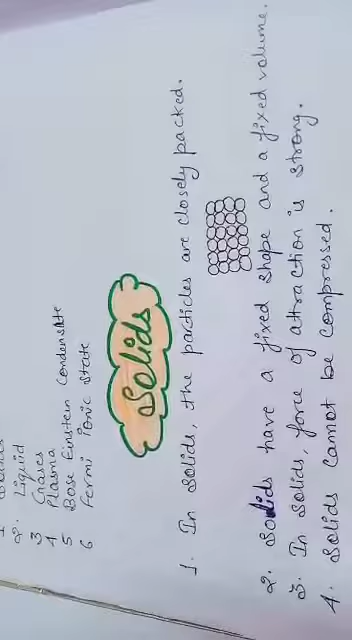 2. Liquid
3 Gases
4 Plasma
5 Bose Einstein Condensate
6 Fermi Ionic State
Solids
1. In solids, the particles are closely packed.
2. Solids have a fixed shape and a fixed volume.
3. In solids, force of attraction is strong.
4. Solids cannot be compressed.